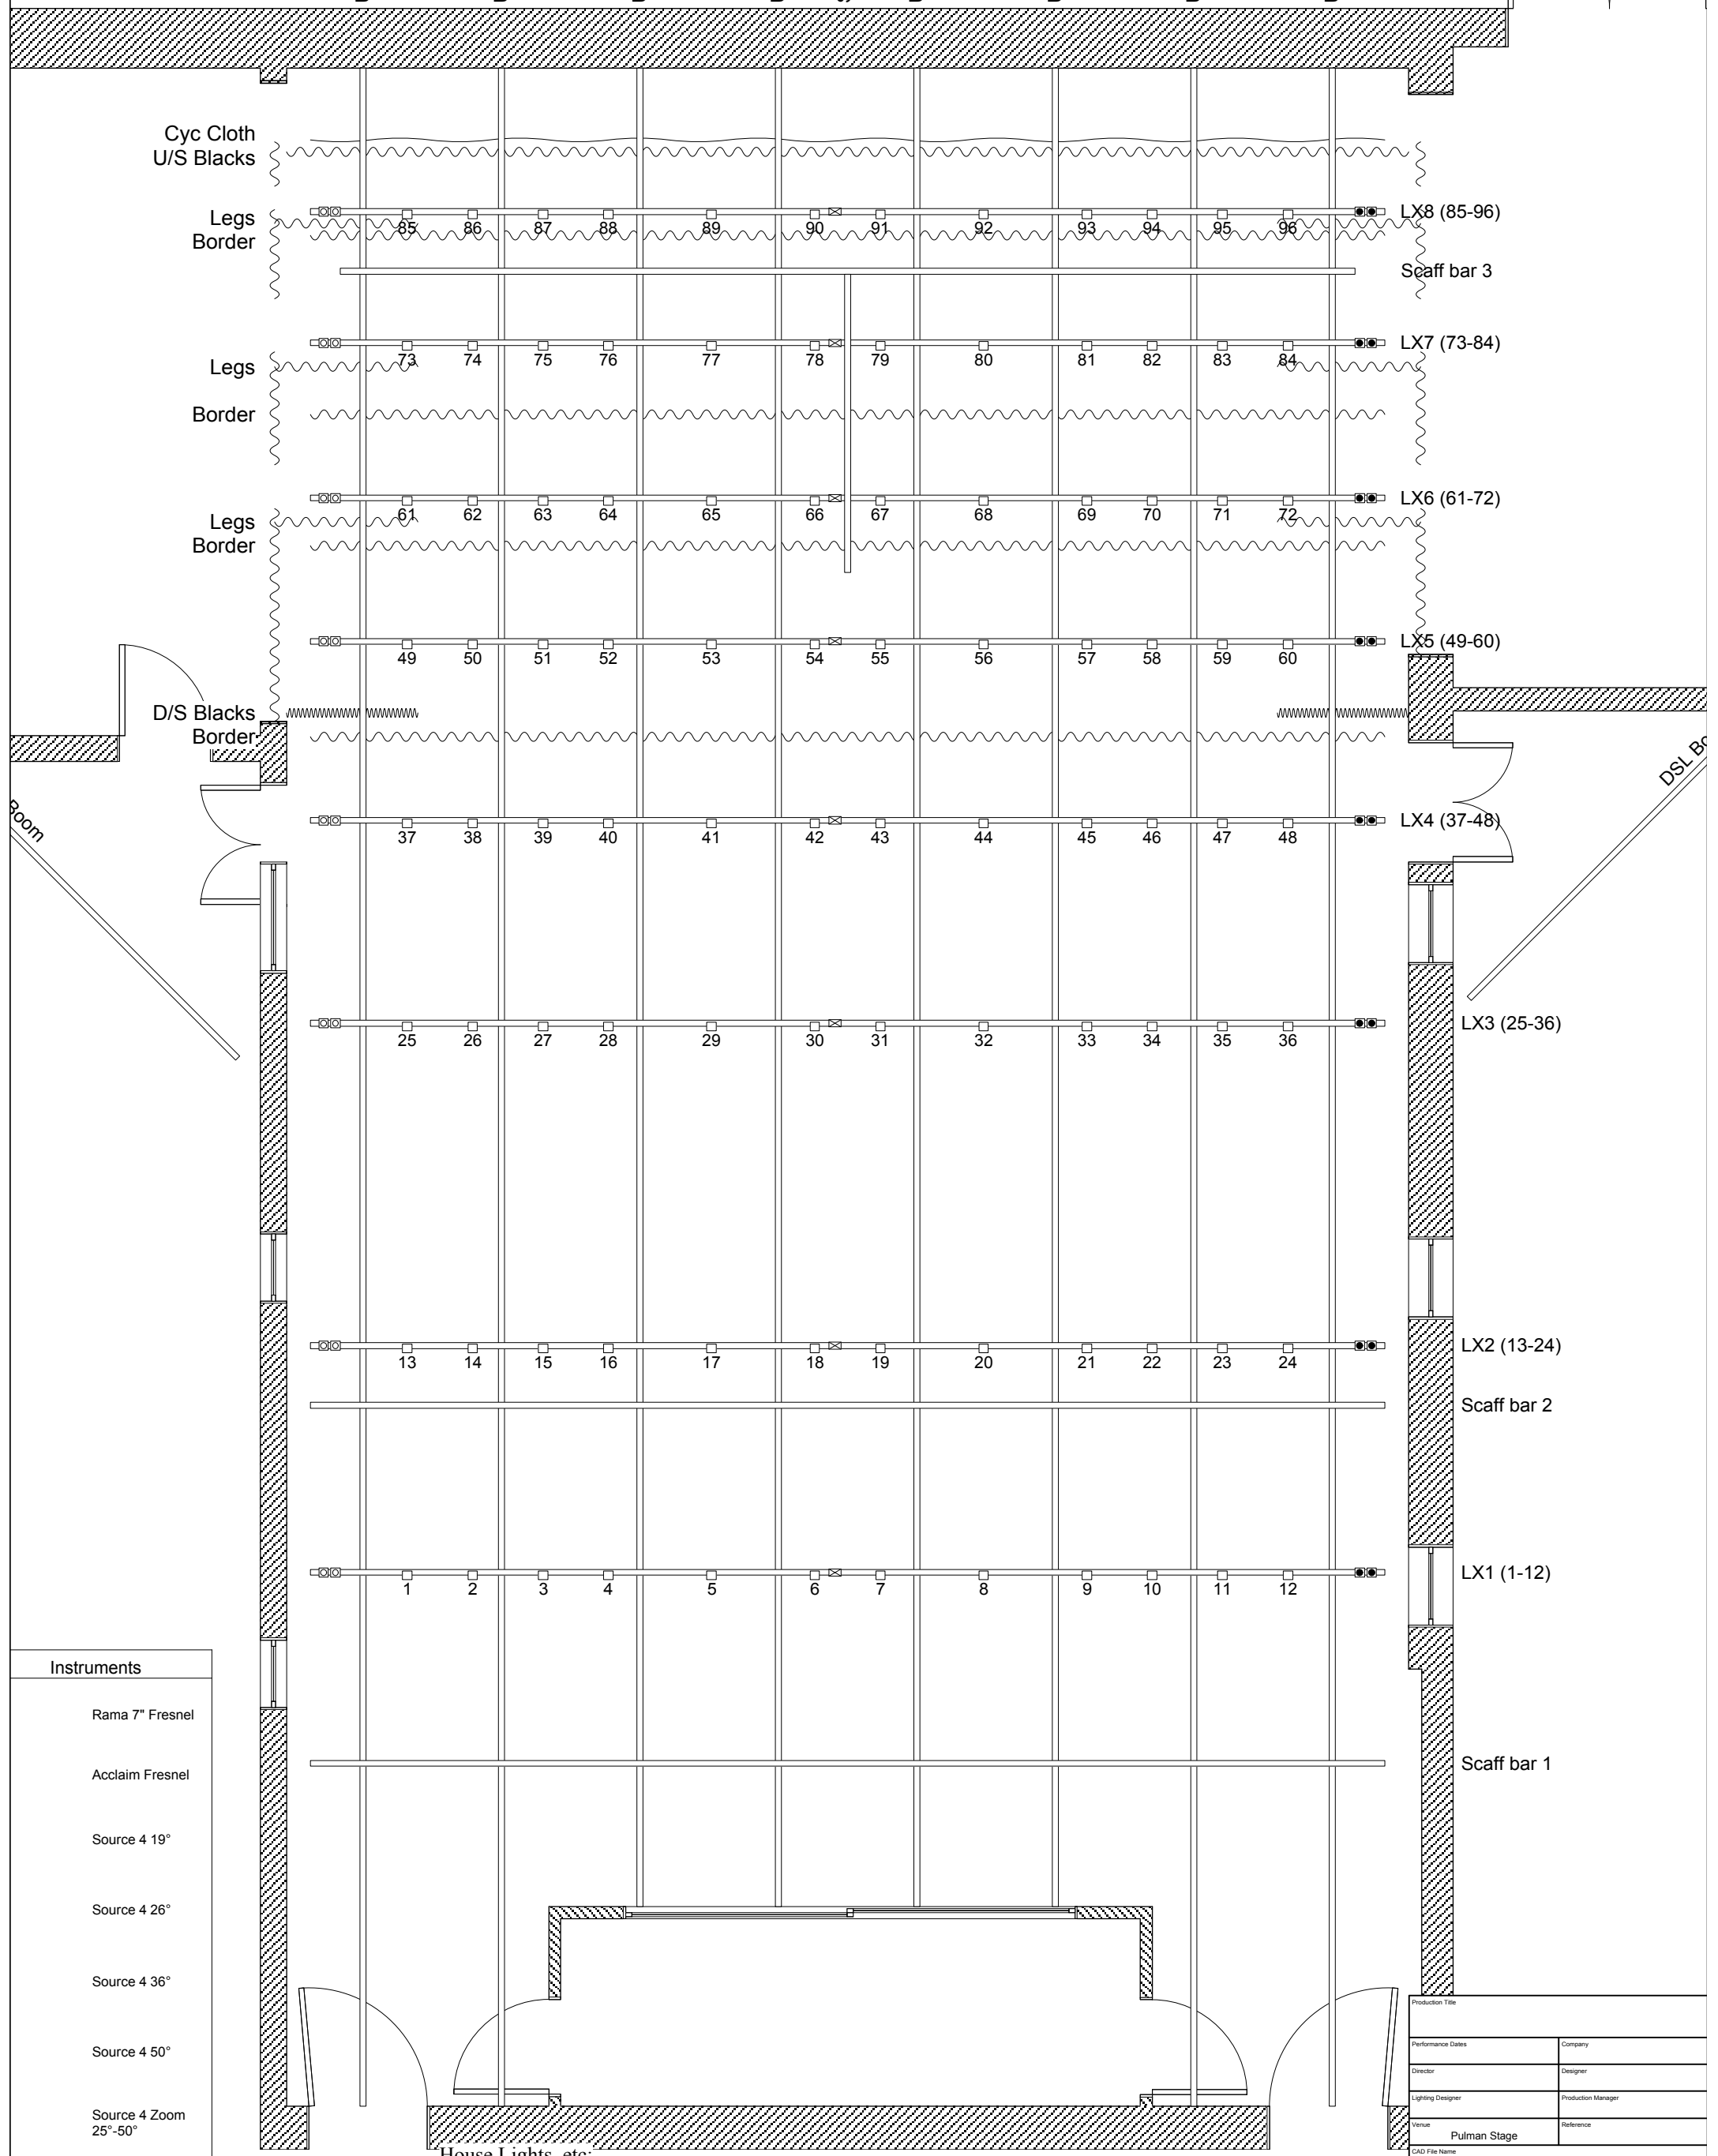 Cyc Cloth
U/S Blacks
Legs
Border
85 86 87 88 89 90 91 92 93 94 95 96
LX8 (85-96)
Scaff bar 3
73 74 75 76 77 78 79 80 81 82 83 84
LX7 (73-84)
Legs
Border
61 62 63 64 65 66 67 68 69 70 71 72
LX6 (61-72)
Legs
Border
49 50 51 52 53 54 55 56 57 58 59 60
LX5 (49-60)
D/S Blacks
Border
DSL Bo
Boom
37 38 39 40 41 42 43 44 45 46 47 48
LX4 (37-48)
25 26 27 28 29 30 31 32 33 34 35 36
LX3 (25-36)
13 14 15 16 17 18 19 20 21 22 23 24
LX2 (13-24)
Scaff bar 2
1 2 3 4 5 6 7 8 9 10 11 12
LX1 (1-12)
Scaff bar 1
Instruments
Rama 7" Fresnel
Acclaim Fresnel
Source 4 19°
Source 4 26°
Source 4 36°
Source 4 50°
Source 4 Zoom
25°-50°
House Lights, etc:
Production Title
Performance Dates
Company
Director
Designer
Lighting Designer
Production Manager
Venue
Pulman Stage
Reference
CAD File Name